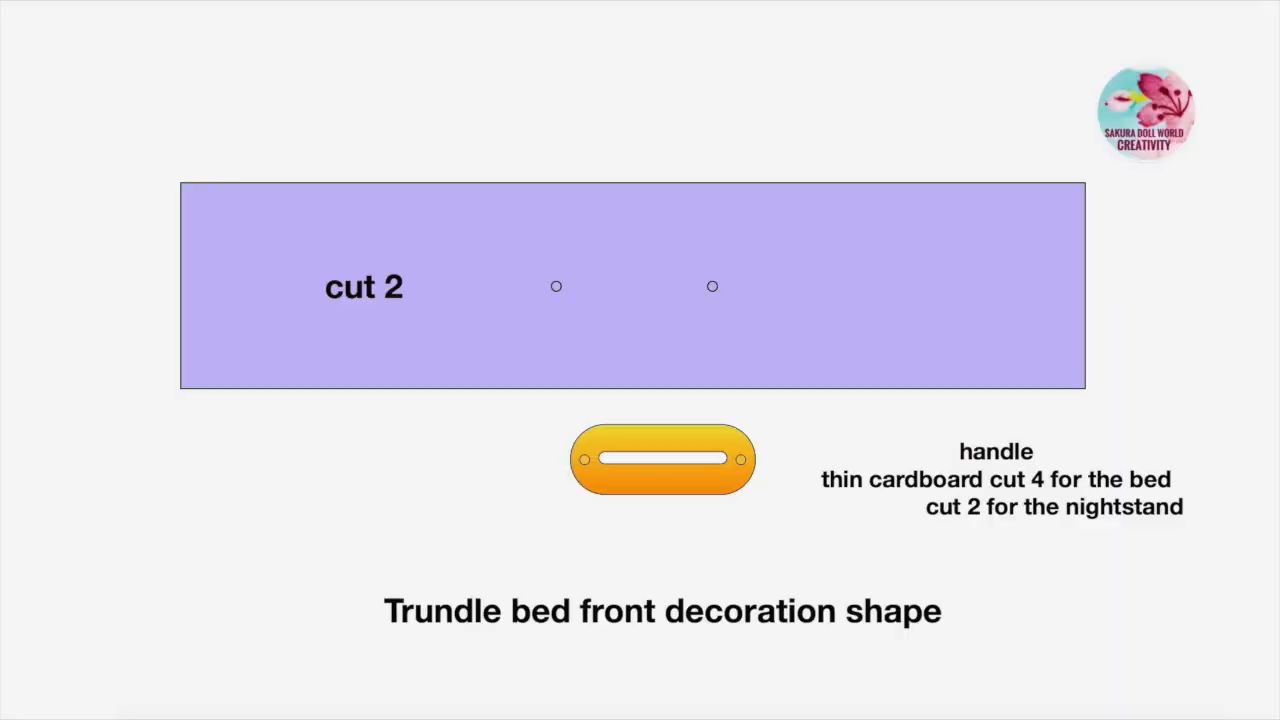 SAKURA DOLL WORLD
CREATIVITY
cut 2
handle
thin cardboard cut 4 for the bed
cut 2 for the nightstand
Trundle bed front decoration shape